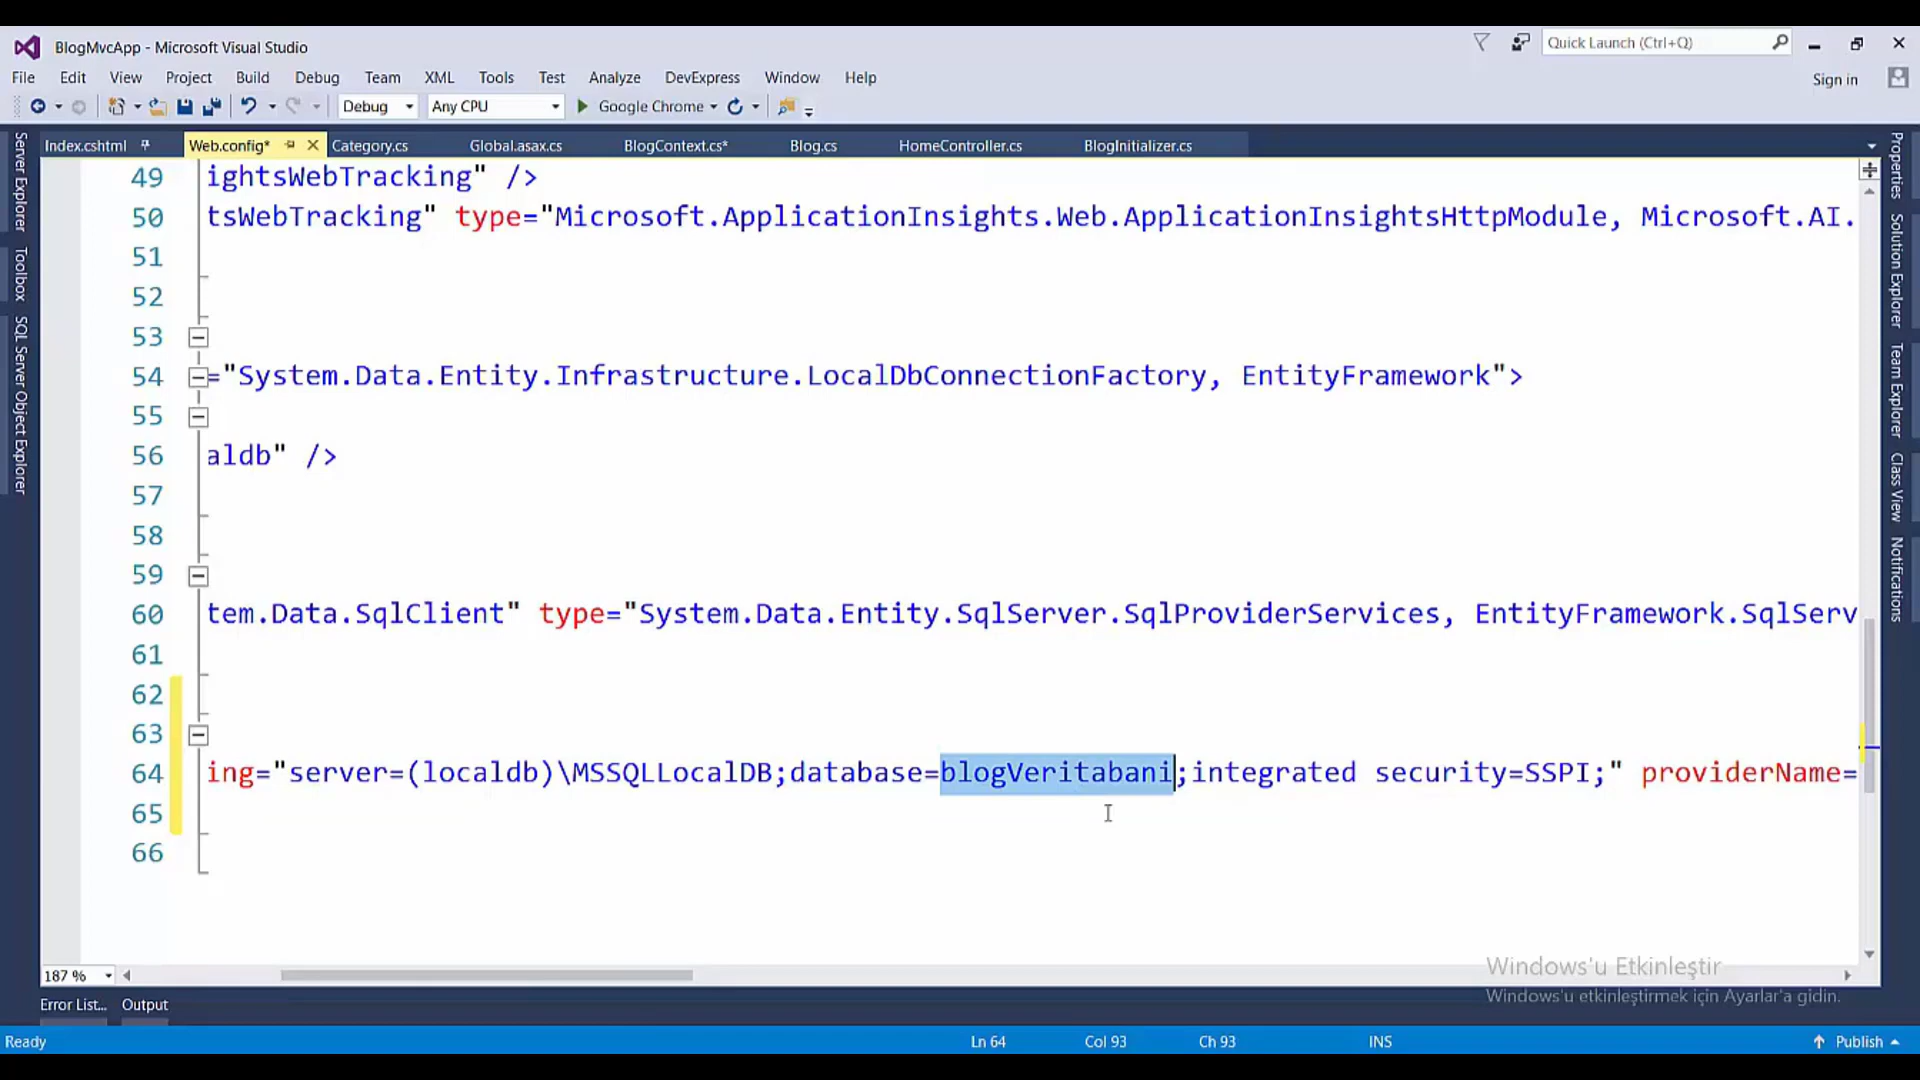 BlogMvcApp - Microsoft Visual Studio
Quick Launch (Ctrl+Q)
File Edit View Project Build Debug Team XML Tools Test Analyze DevExpress Window Help
Sign in
Debug Any CPU Google Chrome
Index.cshtml Web.config* Category.cs Global.asax.cs BlogContext.cs* Blog.cs HomeController.cs BlogInitializer.cs
Server Explorer
Toolbox
SQL Server Object Explorer
49 ightsWebTracking" />
50 tsWebTracking" type="Microsoft.ApplicationInsights.Web.ApplicationInsightsHttpModule, Microsoft.AI.
51
52
53
54 ="System.Data.Entity.Infrastructure.LocalDbConnectionFactory, EntityFramework">
55
56 aldb" />
57
58
59
60 tem.Data.SqlClient" type="System.Data.Entity.SqlServer.SqlProviderServices, EntityFramework.SqlServ
61
62
63
64 ing="server=(localdb)\MSSQLLocalDB;database=blogVeritabani;integrated security=SSPI;" providerName=
65
66
Properties
Solution Explorer
Team Explorer
Class View
Notifications
Windows'u Etkinleştir
Windows'u etkinleştirmek için Ayarlar'a gidin.
187 %
Error List... Output
Ready Ln 64 Col 93 Ch 93 INS Publish